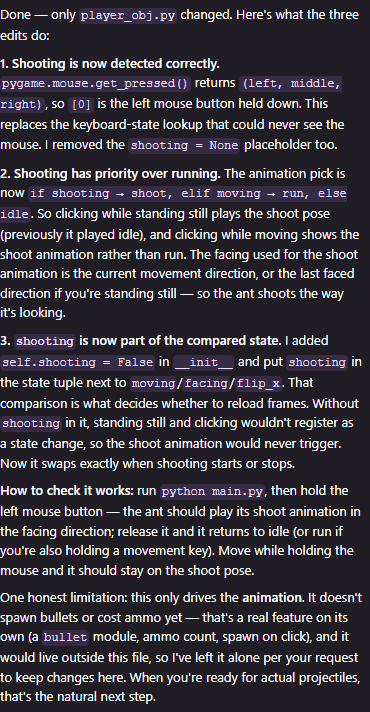 Done — only player_obj.py changed. Here's what the three
edits do:
1. Shooting is now detected correctly.
pygame.mouse.get_pressed() returns (left, middle,
right), so [0] is the left mouse button held down. This
replaces the keyboard-state lookup that could never see the
mouse. I removed the shooting = None placeholder too.
2. Shooting has priority over running. The animation pick is
now if shooting → shoot, elif moving → run, else
idle. So clicking while standing still plays the shoot pose
(previously it played idle), and clicking while moving shows the
shoot animation rather than run. The facing used for the shoot
animation is the current movement direction, or the last faced
direction if you're standing still — so the ant shoots the way
it's looking.
3. shooting is now part of the compared state. I added
self.shooting = False in __init__ and put shooting in
the state tuple next to moving/facing/flip_x. That
comparison is what decides whether to reload frames. Without
shooting in it, standing still and clicking wouldn't register as
a state change, so the shoot animation would never trigger.
Now it swaps exactly when shooting starts or stops.
How to check it works: run python main.py, then hold the
left mouse button — the ant should play its shoot animation in
the facing direction; release it and it returns to idle (or run if
you're also holding a movement key). Move while holding the
mouse and it should stay on the shoot pose.
One honest limitation: this only drives the animation. It doesn't
spawn bullets or cost ammo yet — that's a real feature on its
own (a bullet module, ammo count, spawn on click), and it
would live outside this file, so I've left it alone per your request
to keep changes here. When you're ready for actual projectiles,
that's the natural next step.